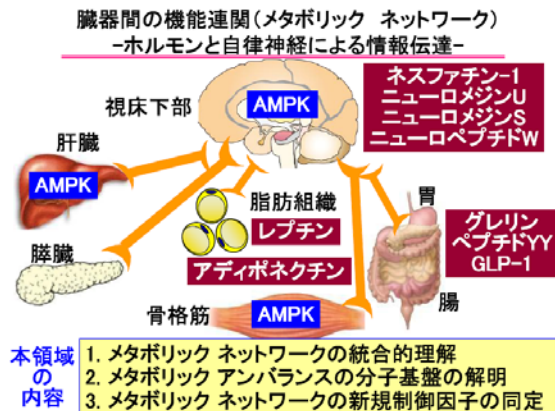 臓器間の機能連関(メタボリック ネットワーク)
-ホルモンと自律神経による情報伝達-
視床下部
AMPK
ネスファチン-1
ニューロメジンU
ニューロメジンS
ニューロペプチドW
肝臓
AMPK
膵臓
脂肪組織
レプチン
アディポネクチン
骨格筋
AMPK
胃
グレリン
ペプチドYY
GLP-1
腸
本領域
の
内容
1. メタボリック ネットワークの統合的理解
2. メタボリック アンバランスの分子基盤の解明
3. メタボリック ネットワークの新規制御因子の同定